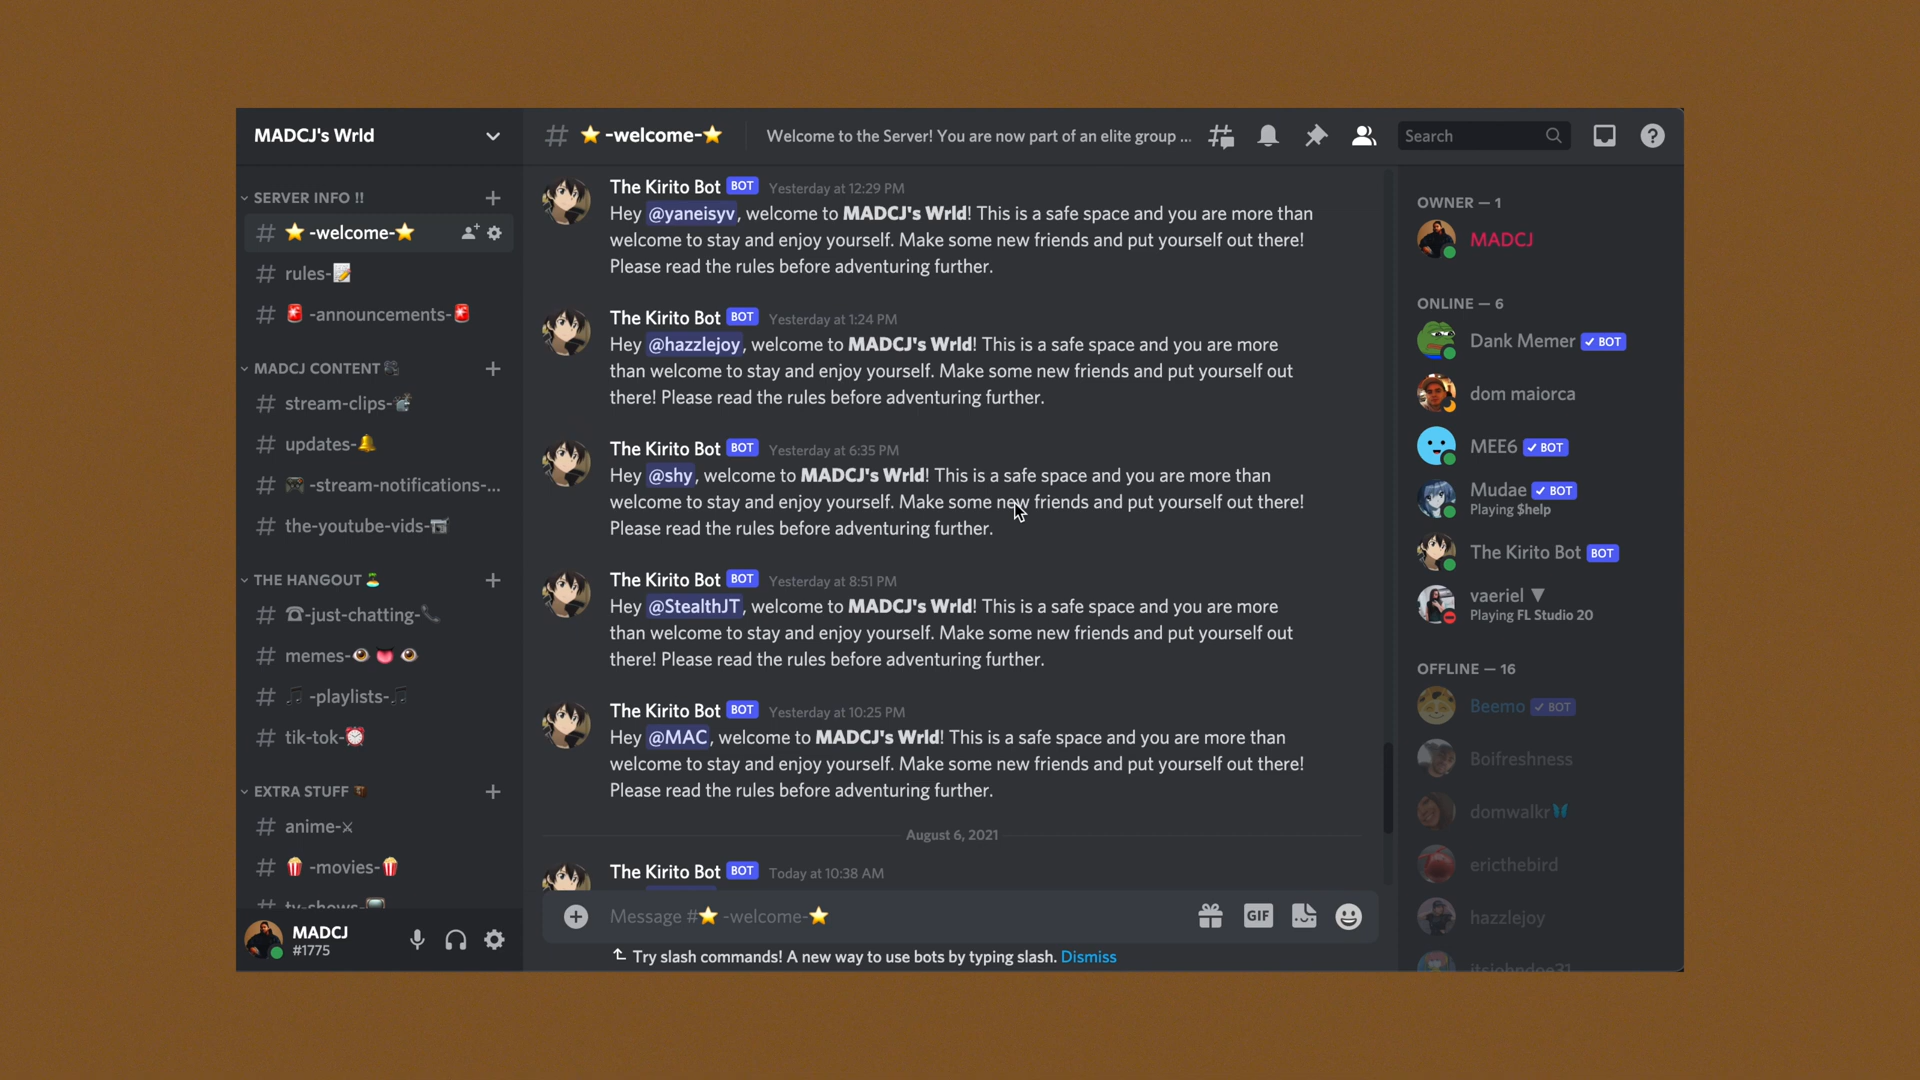 MADCJ's Wrld
SERVER INFO !!
# ⭐-welcome-⭐
# rules-📝
# 🚨-announcements-🚨
MADCJ CONTENT 🎥
# stream-clips-📽
# updates-🔔
# 🎮-stream-notifications-...
# the-youtube-vids-📹
THE HANGOUT 🏝
# ☎-just-chatting-📞
# memes-👁👅👁
# 🎵-playlists-🎵
# tik-tok-⏰
EXTRA STUFF
# anime-⚔
# 🍿-movies-🍿
# tv-shows-📺
MADCJ
#1775
# ⭐-welcome-⭐
Welcome to the Server! You are now part of an elite group ...
Search
The Kirito Bot BOT Yesterday at 12:29 PM
Hey @yaneisyv, welcome to MADCJ's Wrld! This is a safe space and you are more than
welcome to stay and enjoy yourself. Make some new friends and put yourself out there!
Please read the rules before adventuring further.
The Kirito Bot BOT Yesterday at 1:24 PM
Hey @hazzlejoy, welcome to MADCJ's Wrld! This is a safe space and you are more
than welcome to stay and enjoy yourself. Make some new friends and put yourself out
there! Please read the rules before adventuring further.
The Kirito Bot BOT Yesterday at 6:35 PM
Hey @shy, welcome to MADCJ's Wrld! This is a safe space and you are more than
welcome to stay and enjoy yourself. Make some new friends and put yourself out there!
Please read the rules before adventuring further.
The Kirito Bot BOT Yesterday at 8:51 PM
Hey @StealthJT, welcome to MADCJ's Wrld! This is a safe space and you are more
than welcome to stay and enjoy yourself. Make some new friends and put yourself out
there! Please read the rules before adventuring further.
The Kirito Bot BOT Yesterday at 10:25 PM
Hey @MAC, welcome to MADCJ's Wrld! This is a safe space and you are more than
welcome to stay and enjoy yourself. Make some new friends and put yourself out there!
Please read the rules before adventuring further.
August 6, 2021
The Kirito Bot BOT Today at 10:38 AM
Message #⭐-welcome-⭐
GIF
Try slash commands! A new way to use bots by typing slash. Dismiss
OWNER — 1
MADCJ
ONLINE — 6
Dank Memer ✓ BOT
dom maiorca
MEE6 ✓ BOT
Mudae ✓ BOT
Playing $help
The Kirito Bot BOT
vaeriel ▼
Playing FL Studio 20
OFFLINE — 16
Beemo ✓ BOT
Boifreshness
domwalkr🦋
ericthebird
hazzlejoy
itsjohndoe31